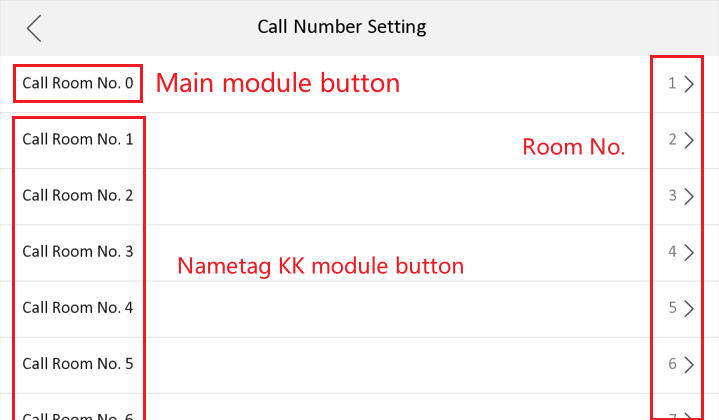 Call Number Setting
Call Room No. 0 Main module button 1
Call Room No. 1 Room No. 2
Call Room No. 2 3
Call Room No. 3 Nametag KK module button 4
Call Room No. 4 5
Call Room No. 5 6
Call Room No. 6 7